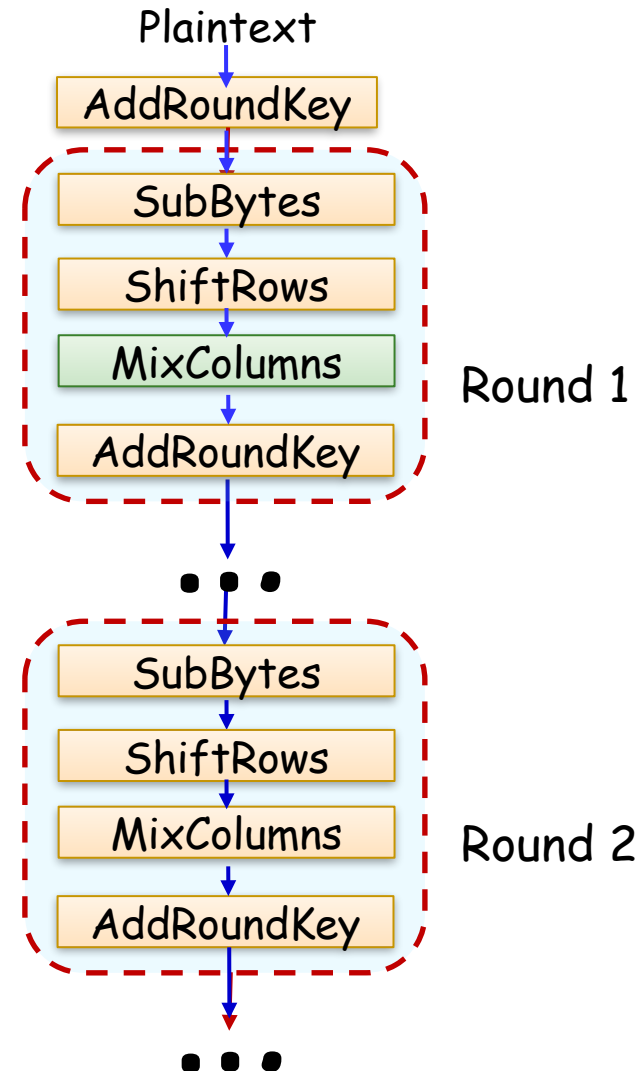 Plaintext
AddRoundKey
SubBytes
ShiftRows
MixColumns
Round 1
AddRoundKey
...
SubBytes
ShiftRows
MixColumns
Round 2
AddRoundKey
...